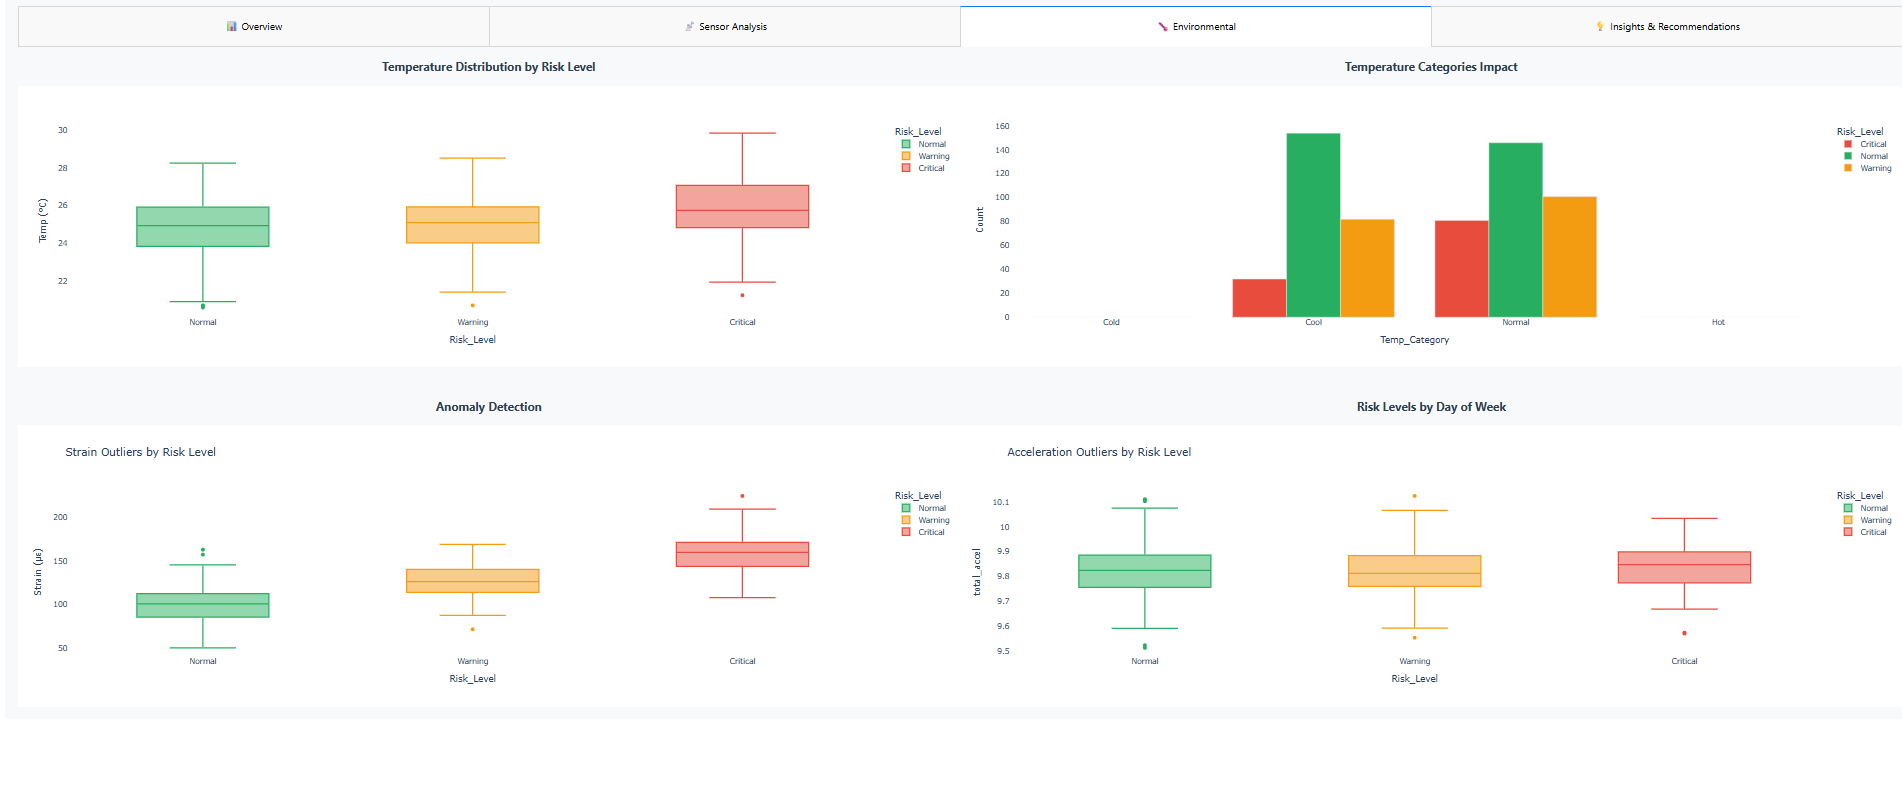 Overview
Sensor Analysis
Environmental
Insights & Recommendations
Temperature Distribution by Risk Level
Temp (°C)
30
28
26
24
22
Normal
Warning
Critical
Risk_Level
Risk_Level
Normal
Warning
Critical
Temperature Categories Impact
Count
160
140
120
100
80
60
40
20
0
Cold
Cool
Normal
Hot
Temp_Category
Risk_Level
Critical
Normal
Warning
Anomaly Detection
Strain Outliers by Risk Level
Strain (με)
200
150
100
50
Normal
Warning
Critical
Risk_Level
Risk_Level
Normal
Warning
Critical
Risk Levels by Day of Week
Acceleration Outliers by Risk Level
total_accel
10.1
10
9.9
9.8
9.7
9.6
9.5
Normal
Warning
Critical
Risk_Level
Risk_Level
Normal
Warning
Critical